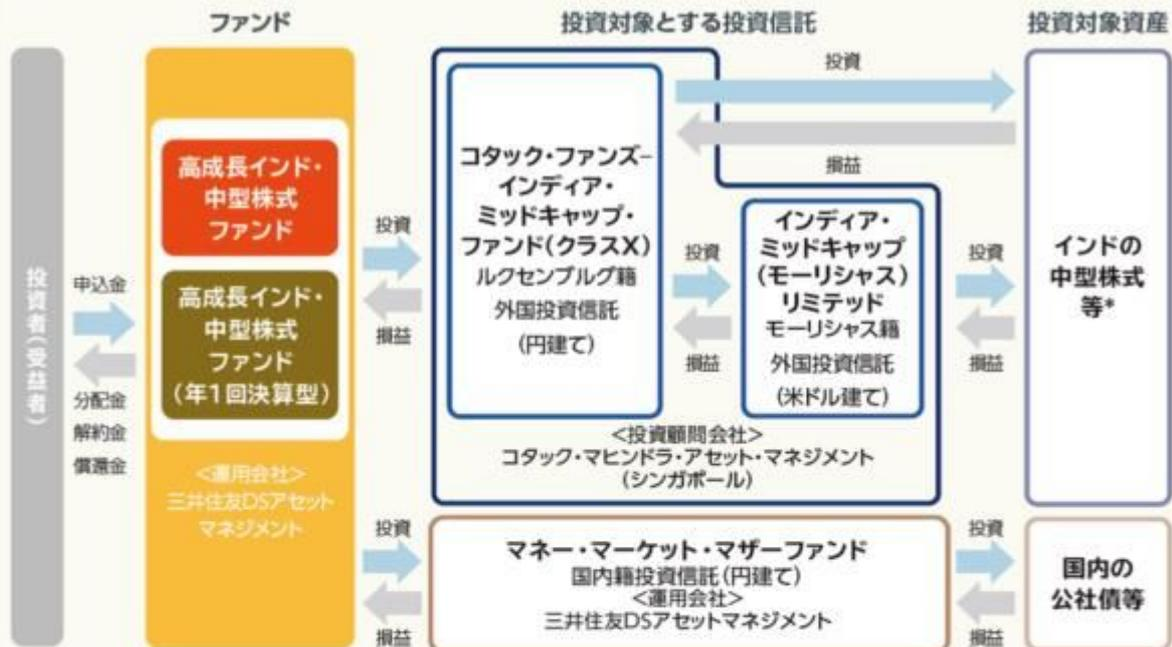 ファンド
投資対象とする投資信託
投資対象資産
投資者(受益者)
申込金
分配金
解約金
償還金
高成長インド・
中型株式
ファンド
高成長インド・
中型株式
ファンド
(年1回決算型)
<運用会社>
三井住友DSアセット
マネジメント
投資
損益
コタック・ファンズ−
インディア・
ミッドキャップ・
ファンド(クラスX)
ルクセンブルグ籍
外国投資信託
(円建て)
投資
損益
投資
損益
インディア・
ミッドキャップ
(モーリシャス)
リミテッド
モーリシャス籍
外国投資信託
(米ドル建て)
<投資顧問会社>
コタック・マヒンドラ・アセット・マネジメント
(シンガポール)
投資
損益
インドの
中型株式
等*
投資
損益
マネー・マーケット・マザーファンド
国内籍投資信託(円建て)
<運用会社>
三井住友DSアセットマネジメント
投資
損益
国内の
公社債等